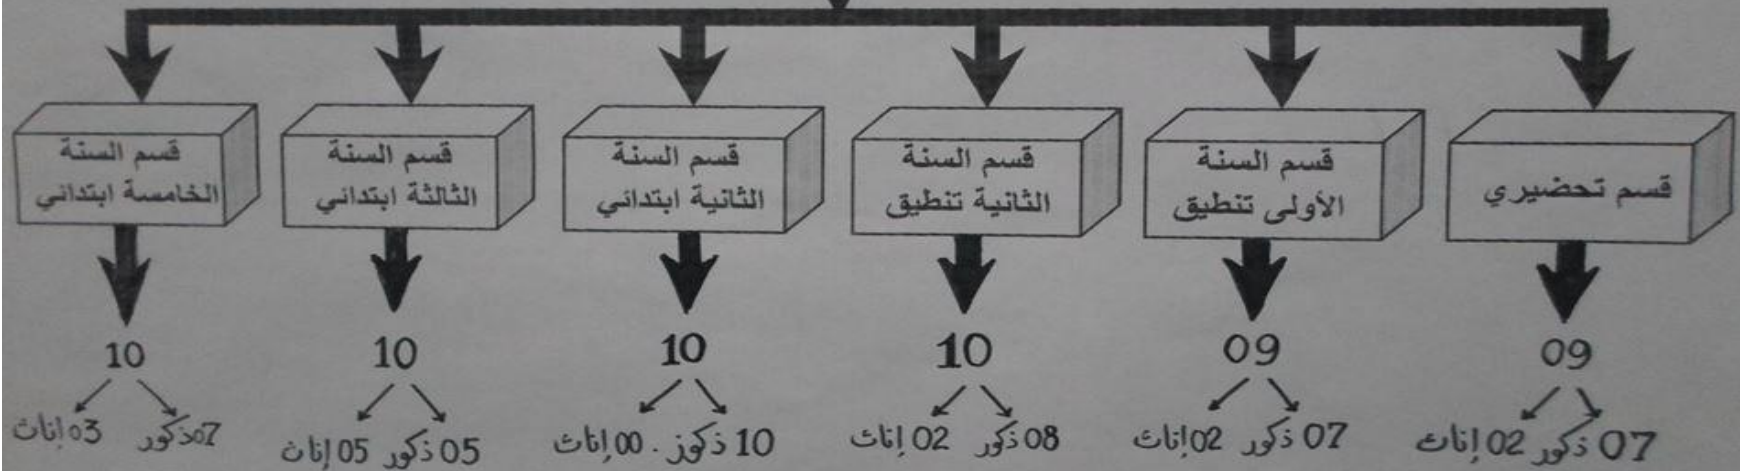 قسم تحضيري
09
07 ذكور 02 إناث
قسم السنة
الأولى تنطيق
09
07 ذكور 02 إناث
قسم السنة
الثانية تنطيق
10
08 ذكور 02 إناث
قسم السنة
الثانية ابتدائي
10
10 ذكور . 00 إناث
قسم السنة
الثالثة ابتدائي
10
05 ذكور 05 إناث
قسم السنة
الخامسة ابتدائي
10
07 ذكور 03 إناث